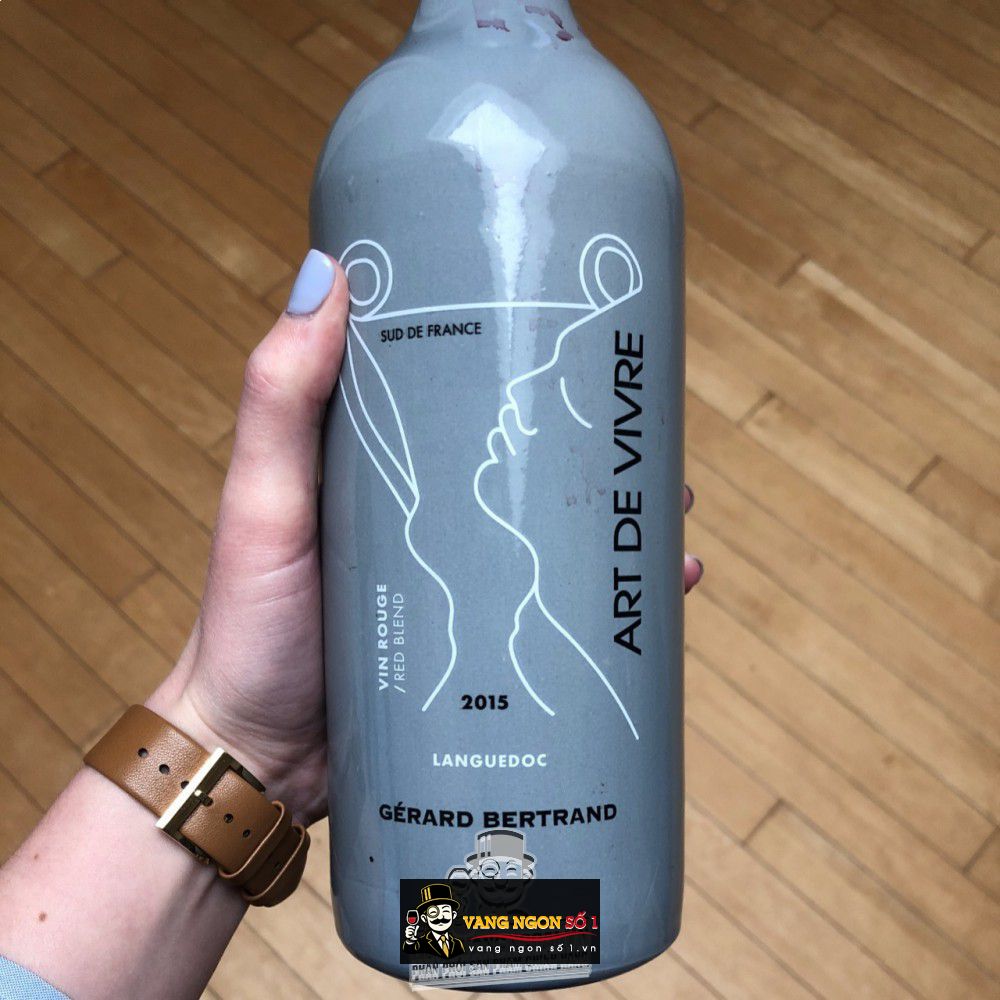 SUD DE FRANCE
ART DE VIVRE
VIN ROUGE
/ RED BLEND
2015
LANGUEDOC
GÉRARD BERTRAND
VANG NGON SỐ 1
vang ngon số 1.vn